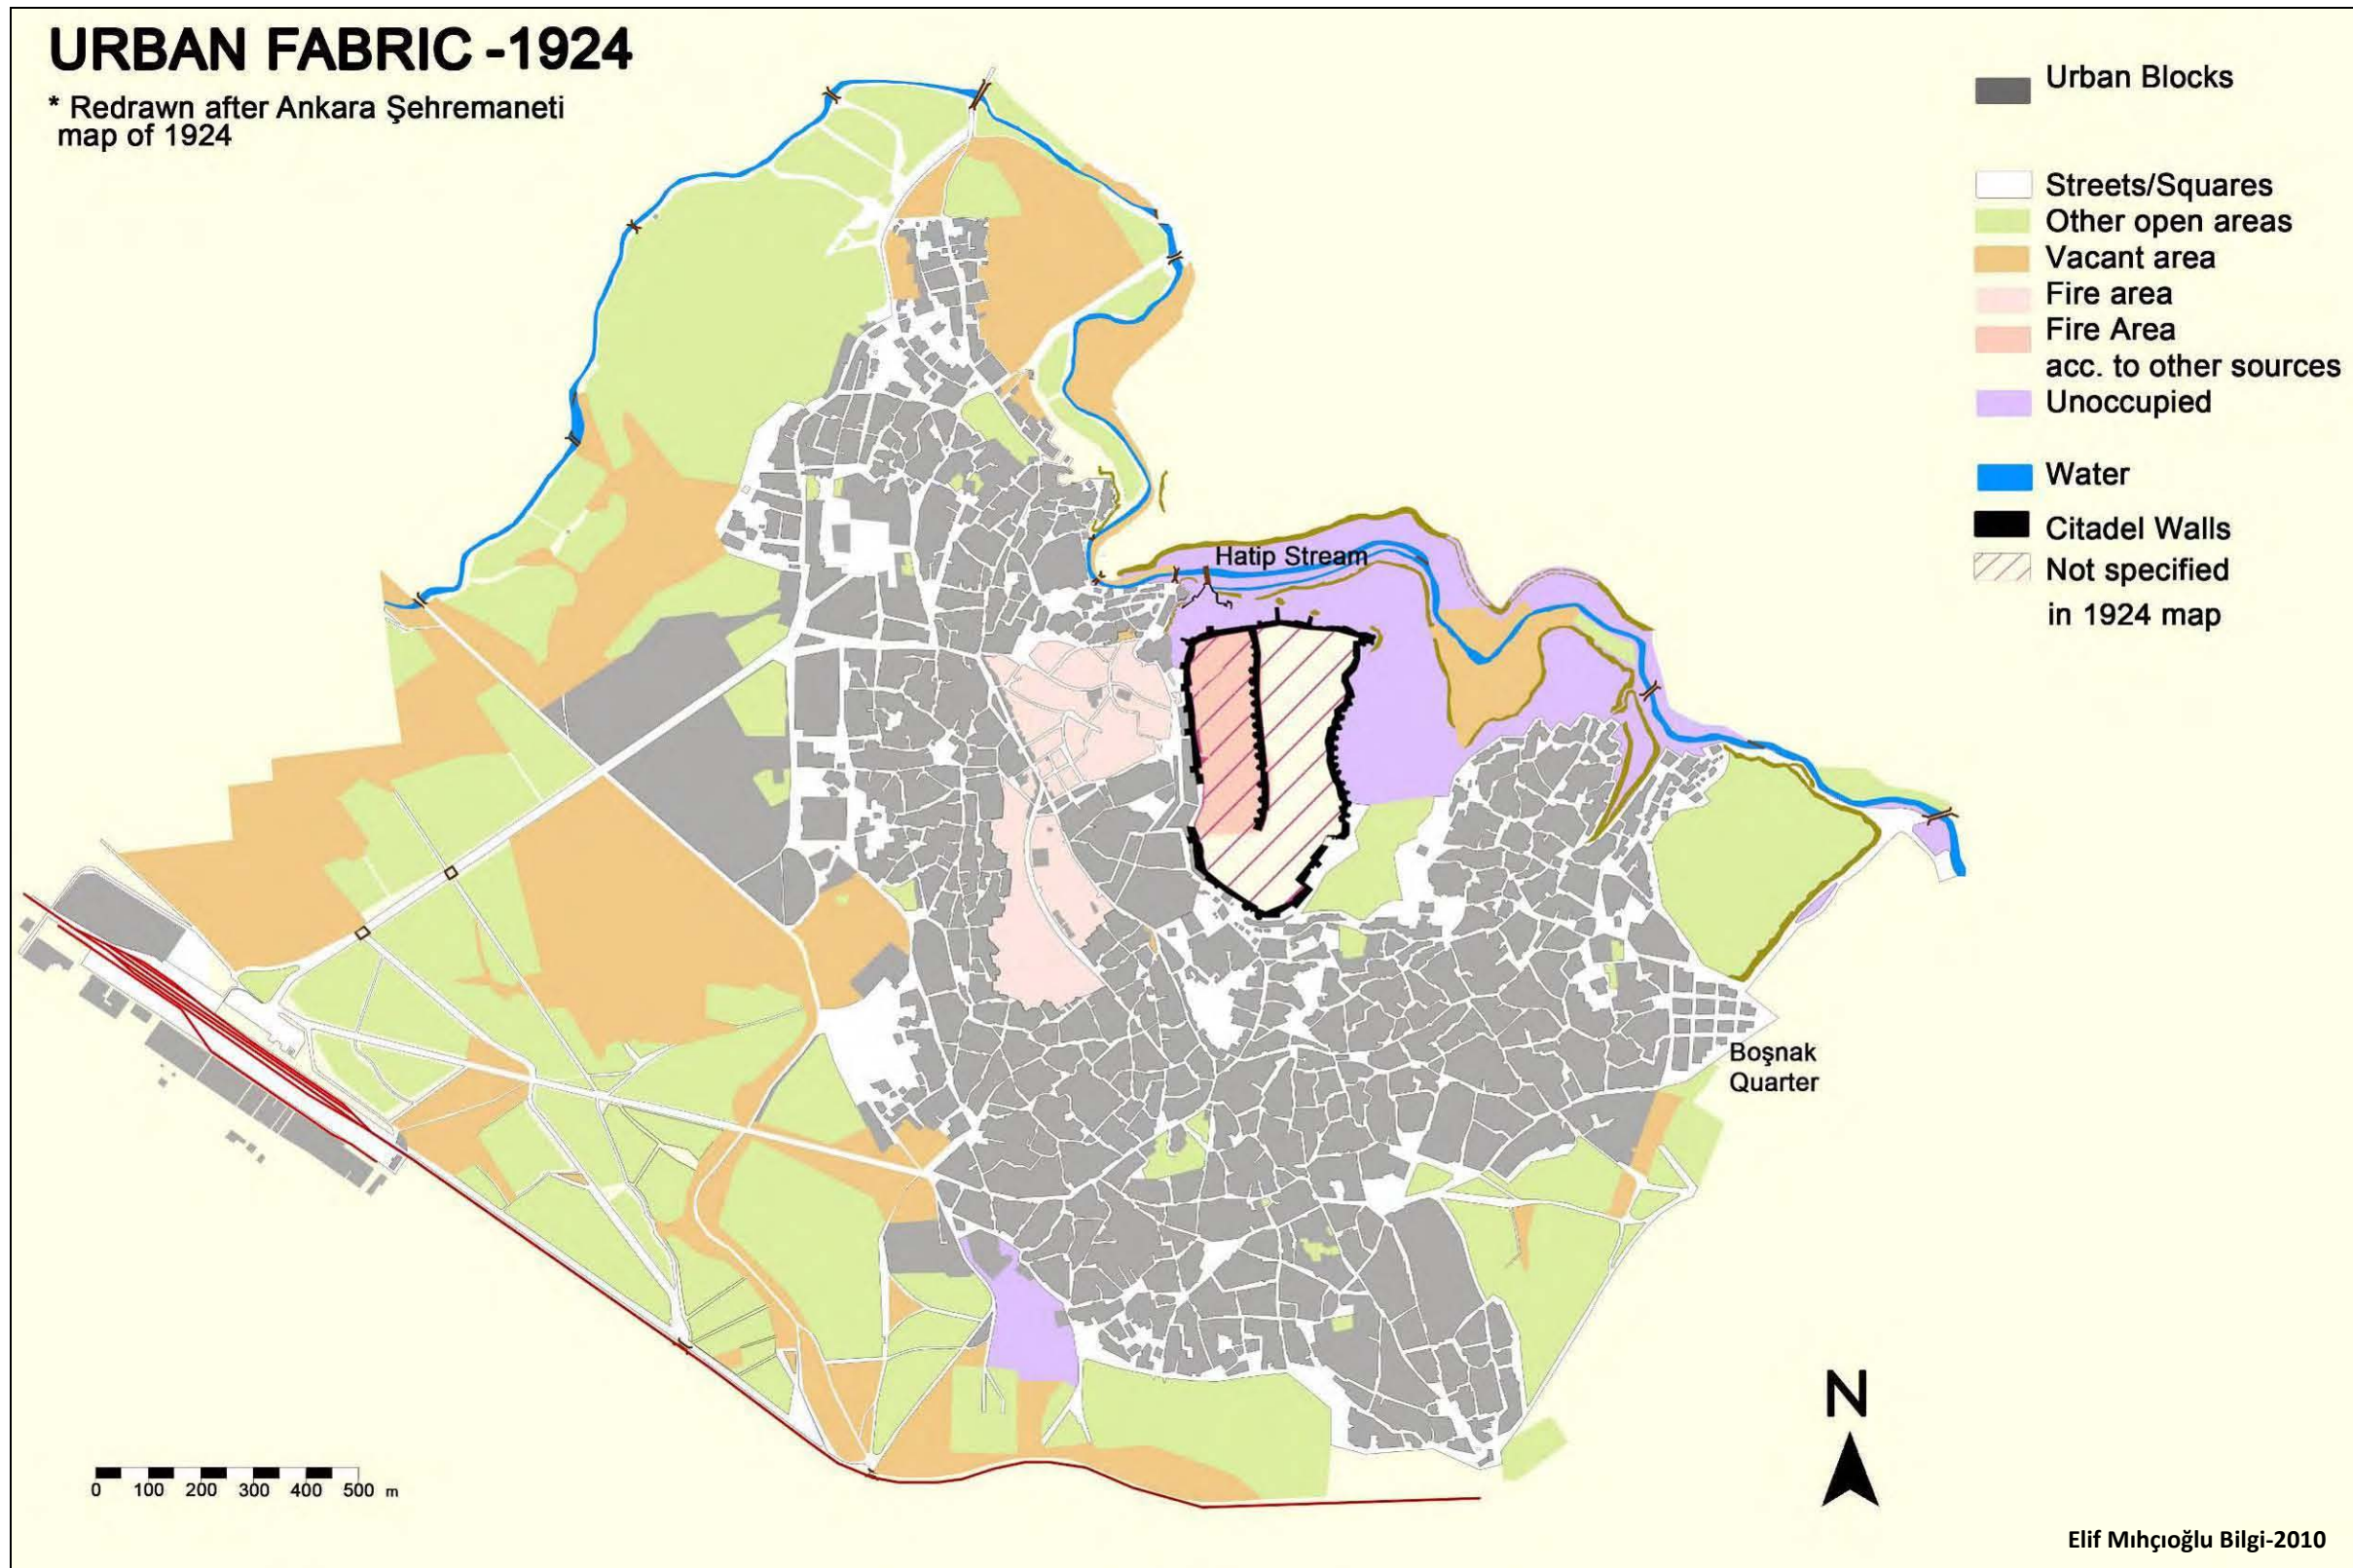 URBAN FABRIC -1924
* Redrawn after Ankara Şehremaneti
map of 1924
Urban Blocks
Streets/Squares
Other open areas
Vacant area
Fire area
Fire Area
acc. to other sources
Unoccupied
Water
Citadel Walls
Not specified
in 1924 map
Hatip Stream
Boşnak
Quarter
N
0 100 200 300 400 500 m
Elif Mıhçıoğlu Bilgi-2010